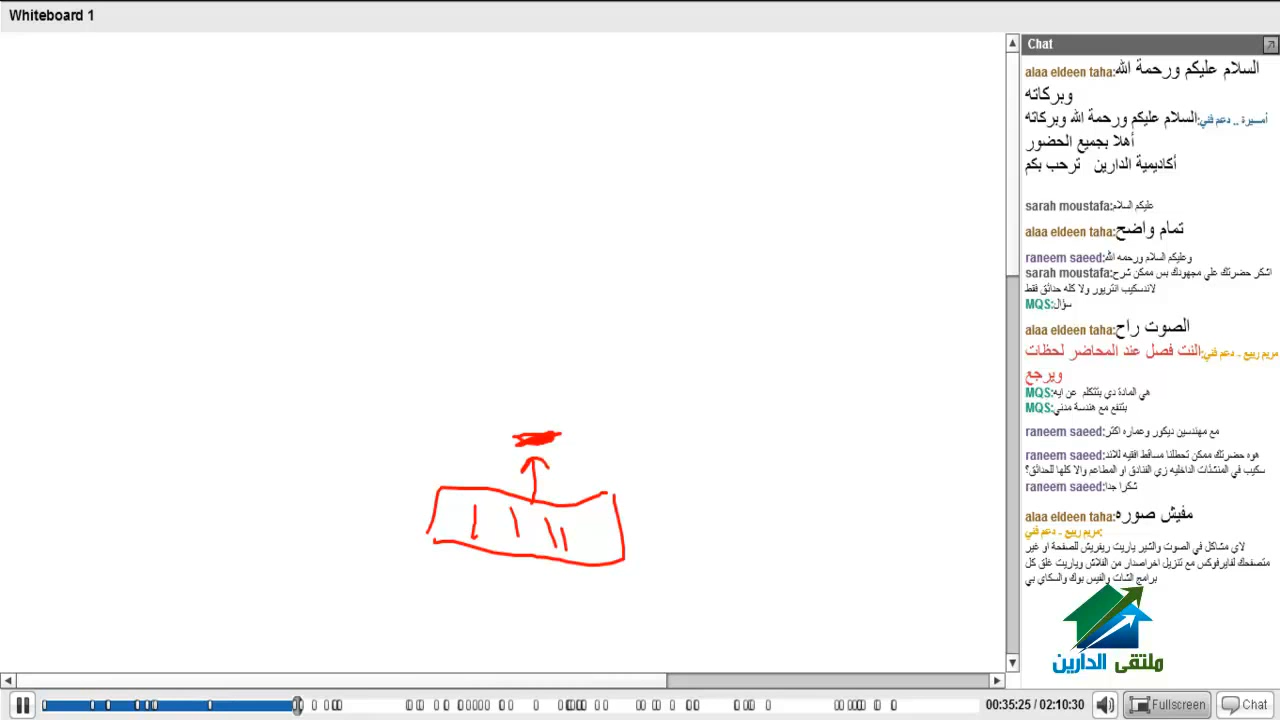 Whiteboard 1
Chat
alaa eldeen taha:السلام عليكم ورحمة الله
وبركاته
أمسيرة .. دعم فني:السلام عليكم ورحمة الله وبركاته
أهلا بجميع الحضور
أكاديمية الدارين ترحب بكم
sarah moustafa:عليكم السلام
alaa eldeen taha:تمام واضح
raneem saeed:وعليكم السلام ورحمه الله
sarah moustafa:اشكر حضرتك علي مجهودك بس ممكن شرح
لاندسكيب انتريور ولا كله حدائق فقط
MQS:سؤال
alaa eldeen taha:الصوت راح
مريم ربيع - دعم فني:النت فصل عند المحاضر لحظات
ويرجع
MQS:هي المادة دي بتتكلم عن ايه
MQS:بتنفع مع هندسة مدني
raneem saeed:مع مهندسين ديكور وعماره اكتر
raneem saeed:هوه حضرتك ممكن تحطلنا مساقط افقيه للاند
سكيب في المنشئات الداخليه زي الفنادق او المطاعم والا كلها للحدائق؟
raneem saeed:شكرا جدا
alaa eldeen taha:مفيش صوره
مريم ربيع - دعم فني:
لاي مشاكل في الصوت والشير ياريت ريفريش للصفحة او غير
متصفحك لفايرفوكس مع تنزيل اخراصدار من الفلاش وياريت غلق كل
برامج الشات والفيس بوك والسكاي بي
ملتقى الدارين
00:35:25 / 02:10:30
Fullscreen
Chat